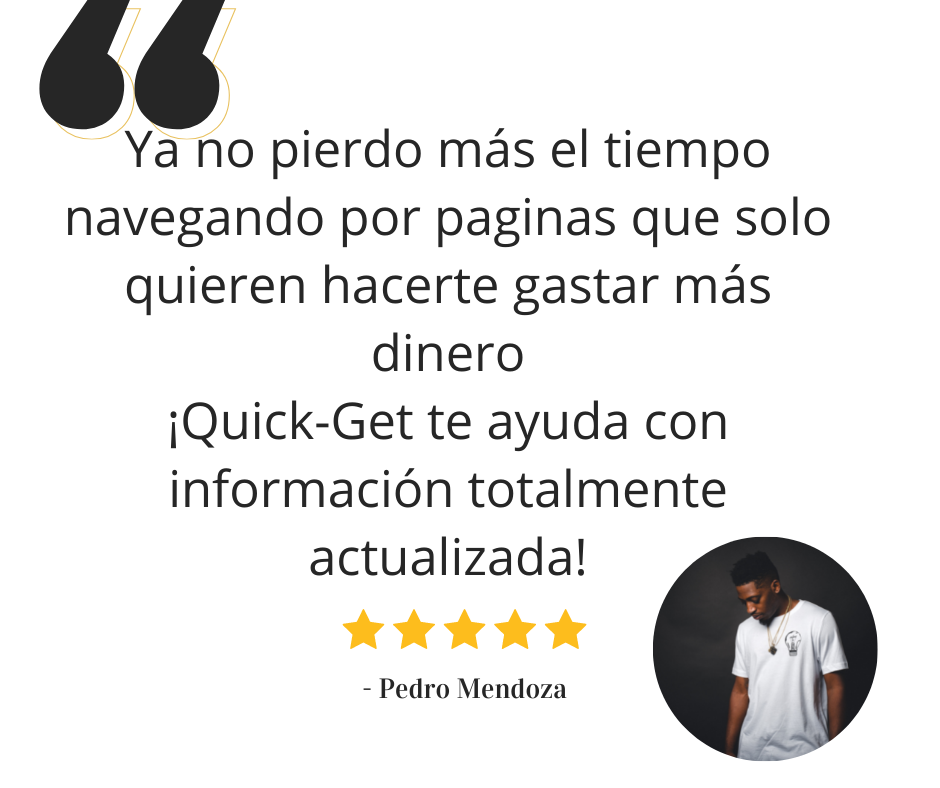 Ya no pierdo más el tiempo
navegando por paginas que solo
quieren hacerte gastar más
dinero
¡Quick-Get te ayuda con
información totalmente
actualizada!
- Pedro Mendoza